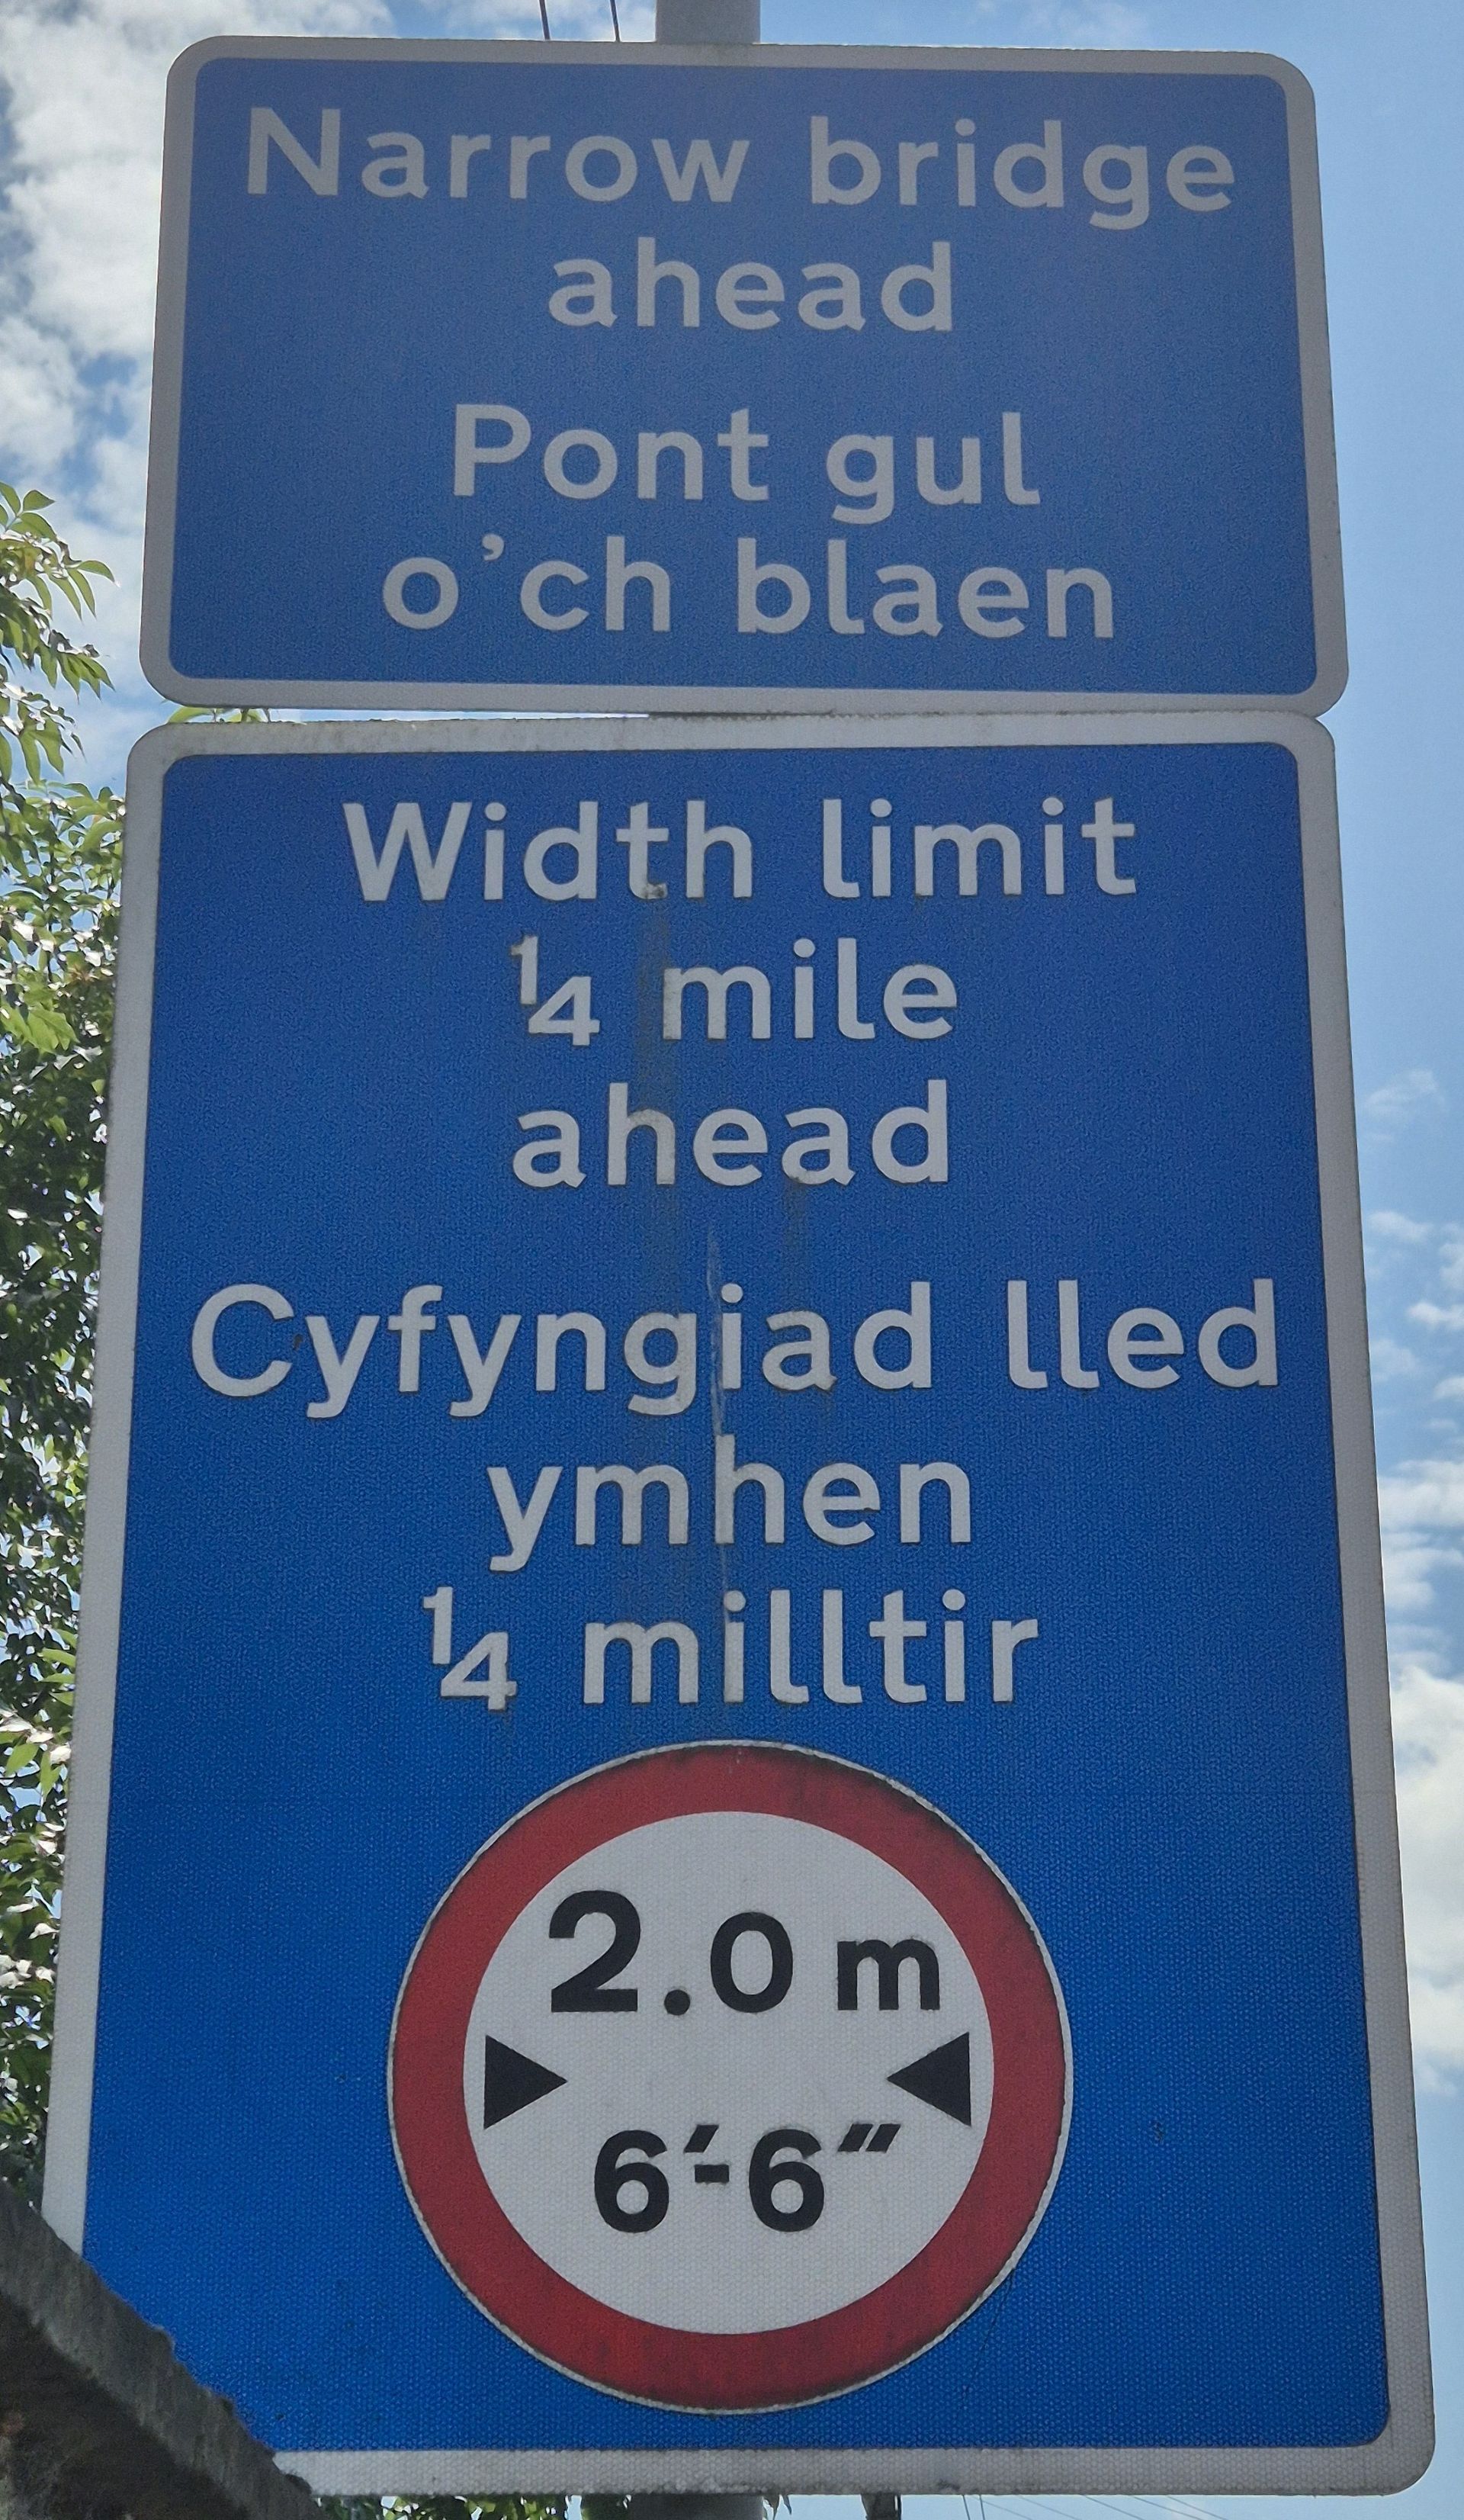 Narrow bridge
ahead
Pont gul
o'ch blaen
Width limit
¼ mile
ahead
Cyfyngiad lled
ymhen
¼ milltir
2.0 m
6'-6"